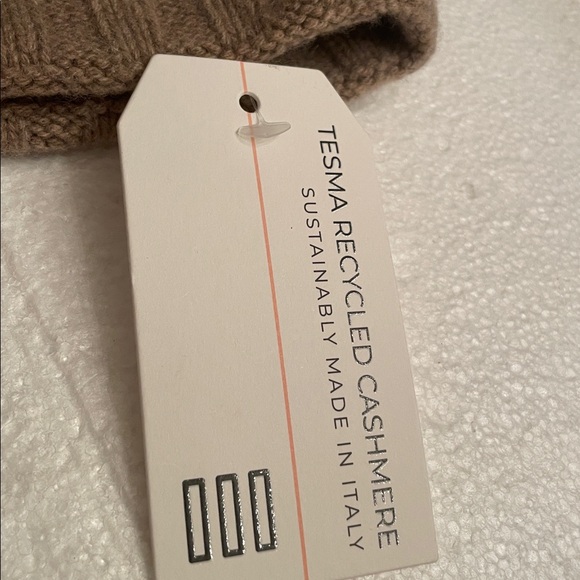 TESMA RECYCLED CASHMERE
SUSTAINABLY MADE IN ITALY